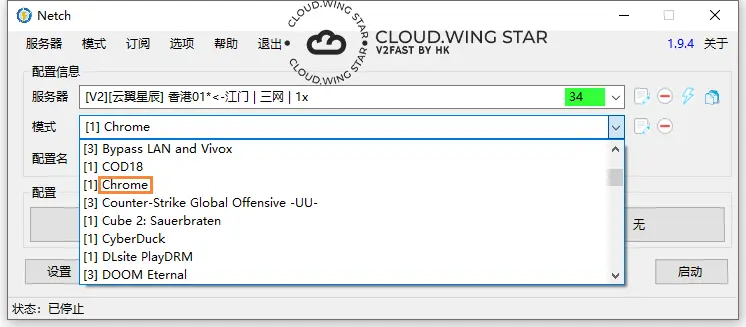 Netch
CLOUD.WING STAR
CLOUD.WING STAR
V2FAST BY HK
CLOUD.WING STAR
服务器 模式 订阅 选项 帮助 退出 1.9.4 关于
配置信息
服务器 [V2][云翼星辰] 香港01*<-江门 | 三网 | 1x 34
模式 [1] Chrome
配置名
[3] Bypass LAN and Vivox
[1] COD18
[1] Chrome
[3] Counter-Strike Global Offensive -UU-
[1] Cube 2: Sauerbraten
[1] CyberDuck
[1] DLsite PlayDRM
[3] DOOM Eternal
配置
无
设置 启动
状态：已停止